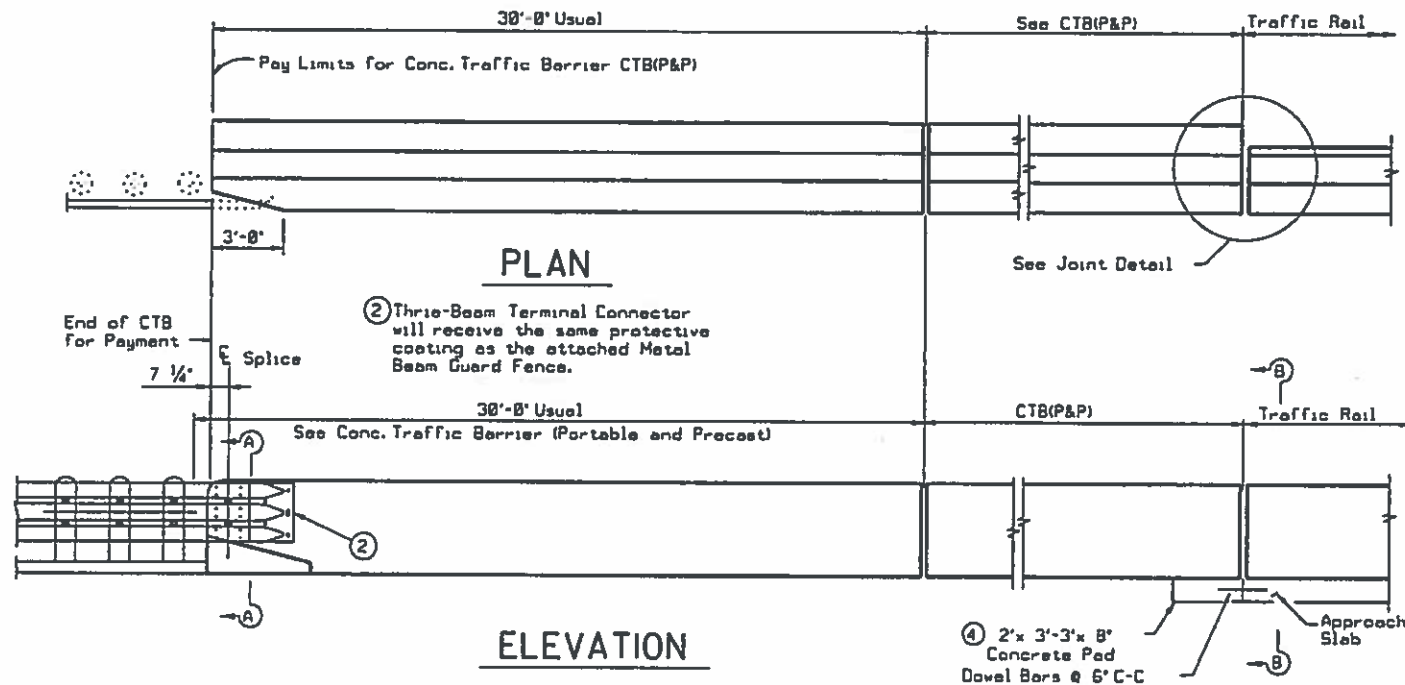 30'-0" Usual
See CTB(P&P)
Traffic Rail
Pay Limits for Conc. Traffic Barrier CTB(P&P)
3'-0"
PLAN
See Joint Detail
End of CTB
for Payment
℄ Splice
7 ¼"
② Thrie-Beam Terminal Connector
will receive the same protective
coating as the attached Metal
Beam Guard Fence.
B
30'-0" Usual
CTB(P&P)
Traffic Rail
See Conc. Traffic Barrier (Portable and Precast)
A
②
A
④ 2'x 3'-3"x 8"
Concrete Pad
Dowel Bars @ 6" C-C
Approach
Slab
B
ELEVATION